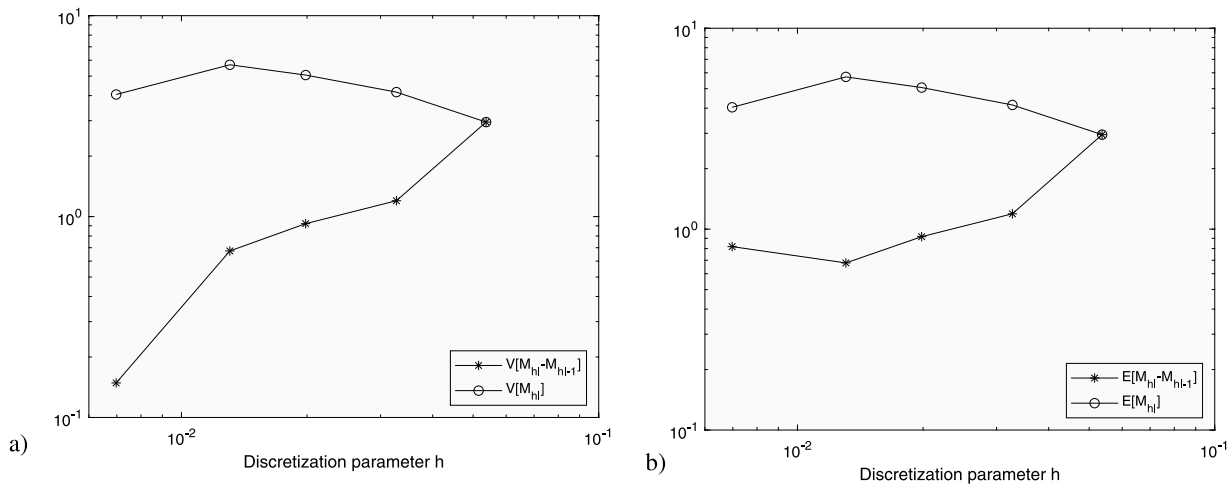 10^1
10^0
10^-1
10^-2
10^-1
V[M_hl-M_hl-1]
V[M_hl]
Discretization parameter h
a)
10^1
10^0
10^-1
10^-2
10^-1
E[M_hl-M_hl-1]
E[M_hl]
Discretization parameter h
b)